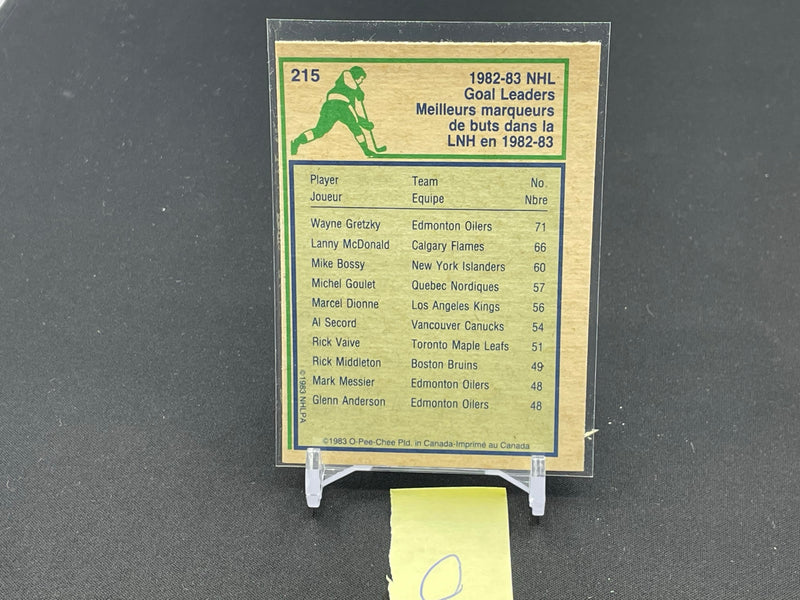 215
1982-83 NHL
Goal Leaders
Meilleurs marqueurs
de buts dans la
LNH en 1982-83
Player Team No.
Joueur Equipe Nbre
Wayne Gretzky Edmonton Oilers 71
Lanny McDonald Calgary Flames 66
Mike Bossy New York Islanders 60
Michel Goulet Quebec Nordiques 57
Marcel Dionne Los Angeles Kings 56
Al Secord Vancouver Canucks 54
Rick Vaive Toronto Maple Leafs 51
Rick Middleton Boston Bruins 49
Mark Messier Edmonton Oilers 48
Glenn Anderson Edmonton Oilers 48
©1983 NHLPA
©1983 O-Pee-Chee Ptd. in Canada-Imprimé au Canada